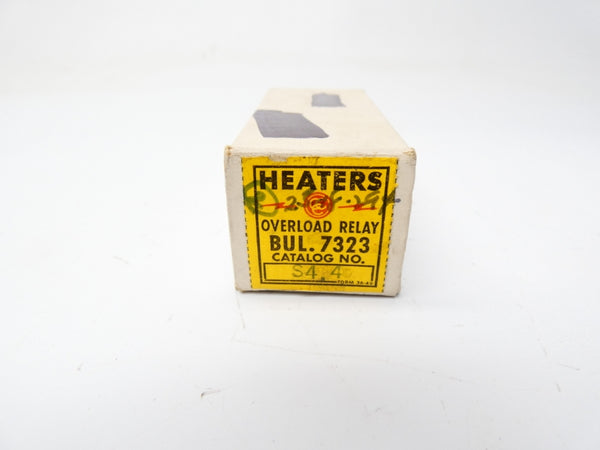 HEATERS
OVERLOAD RELAY
BUL. 7323
CATALOG NO.
S4.4